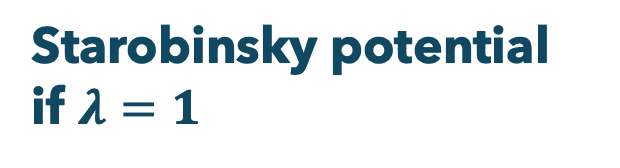 Starobinsky potential
if λ = 1